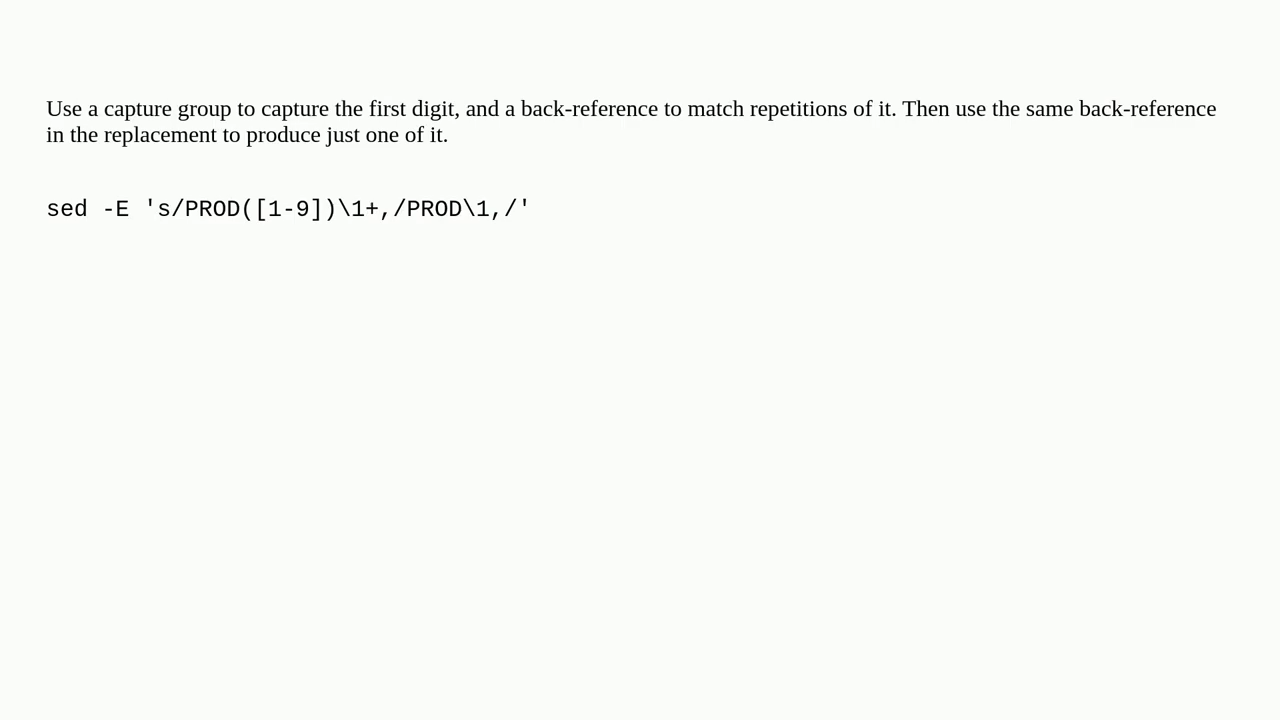 Use a capture group to capture the first digit, and a back-reference to match repetitions of it. Then use the same back-reference
in the replacement to produce just one of it.
sed -E 's/PROD([1-9])\1+,/PROD\1,/'